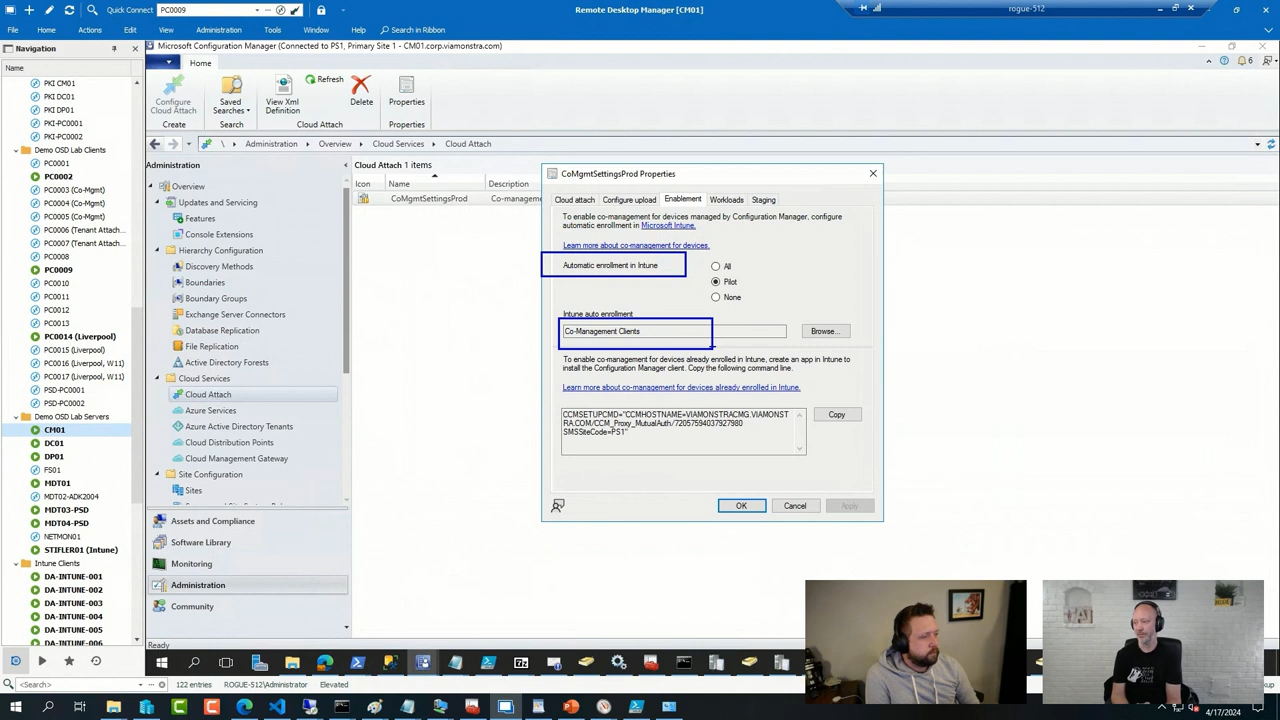 Quick Connect PC0009
Remote Desktop Manager [CM01]
rogue-512
File Home Actions Edit View Administration Tools Window Help Search in Ribbon
Navigation
Name
PKI CM01
PKI DC01
PKI DP01
PKI-PC0001
PKI-PC0002
Demo OSD Lab Clients
PC0001
PC0002
PC0003 (Co-Mgmt)
PC0004 (Co-Mgmt)
PC0005 (Co-Mgmt)
PC0006 (Tenant Attach...
PC0007 (Tenant Attach...
PC0008
PC0009
PC0010
PC0011
PC0012
PC0013
PC0014 (Liverpool)
PC0015 (Liverpool)
PC0016 (Liverpool, W11)
PC0017 (Liverpool, W11)
PSD-PC0001
PSD-PC0002
Demo OSD Lab Servers
CM01
DC01
DP01
FS01
MDT01
MDT02-ADK2004
MDT03-PSD
MDT04-PSD
NETMON01
STIFLER01 (Intune)
Intune Clients
DA-INTUNE-001
DA-INTUNE-002
DA-INTUNE-003
DA-INTUNE-004
DA-INTUNE-005
DA-INTUNE-006
<Search>
122 entries ROGUE-512\Administrator Elevated
Microsoft Configuration Manager (Connected to PS1, Primary Site 1 - CM01.corp.viamonstra.com)
Home
6
Configure
Cloud Attach
Create
Saved
Searches
Search
View Xml
Definition
Refresh
Delete
Cloud Attach
Properties
Properties
\ Administration Overview Cloud Services Cloud Attach
Administration
Overview
Updates and Servicing
Features
Console Extensions
Hierarchy Configuration
Discovery Methods
Boundaries
Boundary Groups
Exchange Server Connectors
Database Replication
File Replication
Active Directory Forests
Cloud Services
Cloud Attach
Azure Services
Azure Active Directory Tenants
Cloud Distribution Points
Cloud Management Gateway
Site Configuration
Sites
Assets and Compliance
Software Library
Monitoring
Administration
Community
Ready
Cloud Attach 1 items
Icon Name Description
CoMgmtSettingsProd Co-manageme
CoMgmtSettingsProd Properties
Cloud attach Configure upload Enablement Workloads Staging
To enable co-management for devices managed by Configuration Manager, configure
automatic enrollment in Microsoft Intune.
Learn more about co-management for devices.
Automatic enrollment in Intune
All
Pilot
None
Intune auto enrollment
Co-Management Clients
Browse...
To enable co-management for devices already enrolled in Intune, create an app in Intune to
install the Configuration Manager client. Copy the following command line.
Learn more about co-management for devices already enrolled in Intune.
CCMSETUPCMD="CCMHOSTNAME=VIAMONSTRACMG.VIAMONST
RA.COM/CCM_Proxy_MutualAuth/72057594037927980
SMSSiteCode=PS1"
Copy
OK Cancel Apply
4/17/2024